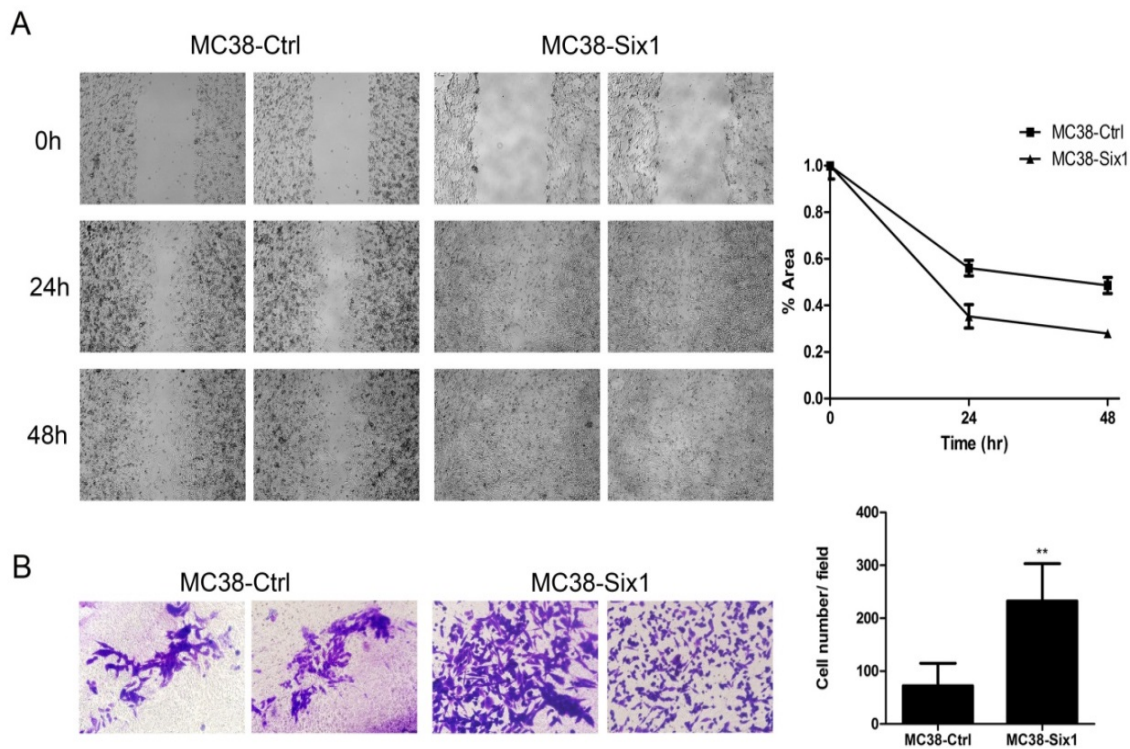 A
MC38-Ctrl
MC38-Six1
0h
24h
48h
MC38-Ctrl
MC38-Six1
1.0
0.8
0.6
0.4
0.2
0.0
% Area
0
24
48
Time (hr)
B
MC38-Ctrl
MC38-Six1
400
300
200
100
0
Cell number/ field
**
MC38-Ctrl
MC38-Six1